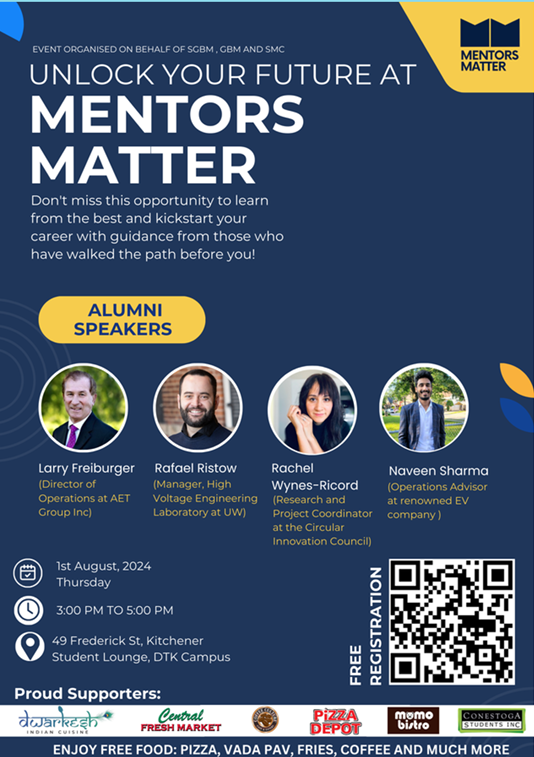 EVENT ORGANISED ON BEHALF OF SGBM , GBM AND SMC
UNLOCK YOUR FUTURE AT
MENTORS
MATTER
MENTORS
MATTER
Don't miss this opportunity to learn
from the best and kickstart your
career with guidance from those who
have walked the path before you!
ALUMNI
SPEAKERS
Larry Freiburger
(Director of
Operations at AET
Group Inc)
Rafael Ristow
(Manager, High
Voltage Engineering
Laboratory at UW)
Rachel
Wynes-Ricord
(Research and
Project Coordinator
at the Circular
Innovation Council)
Naveen Sharma
(Operations Advisor
at renowned EV
company )
1st August, 2024
Thursday
3:00 PM TO 5:00 PM
49 Frederick St, Kitchener
Student Lounge, DTK Campus
FREE
REGISTRATION
Proud Supporters:
dwarkesh
INDIAN CUISINE
Central
FRESH MARKET
PiZZA
DEPOT
momo
bistro
CONESTOGA
STUDENTS INC
ENJOY FREE FOOD: PIZZA, VADA PAV, FRIES, COFFEE AND MUCH MORE